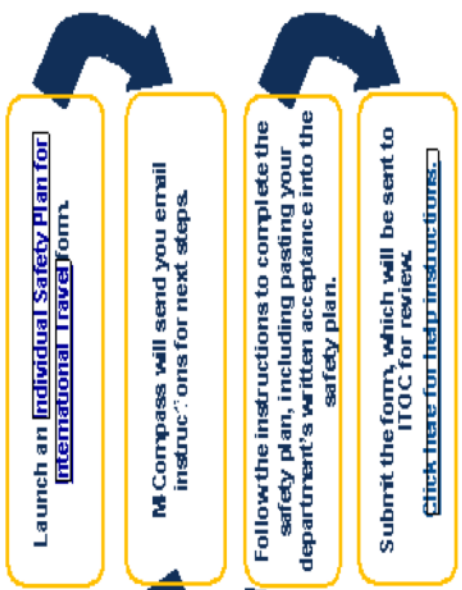 Launch an Individual Safety Plan for
International Travel form.
M-Compass will send you email
instructions for next steps.
Follow the instructions to complete the
safety plan, including pasting your
department's written acceptance into the
safety plan.
Submit the form, which will be sent to
ITOC for review.
Click here for help instructions.